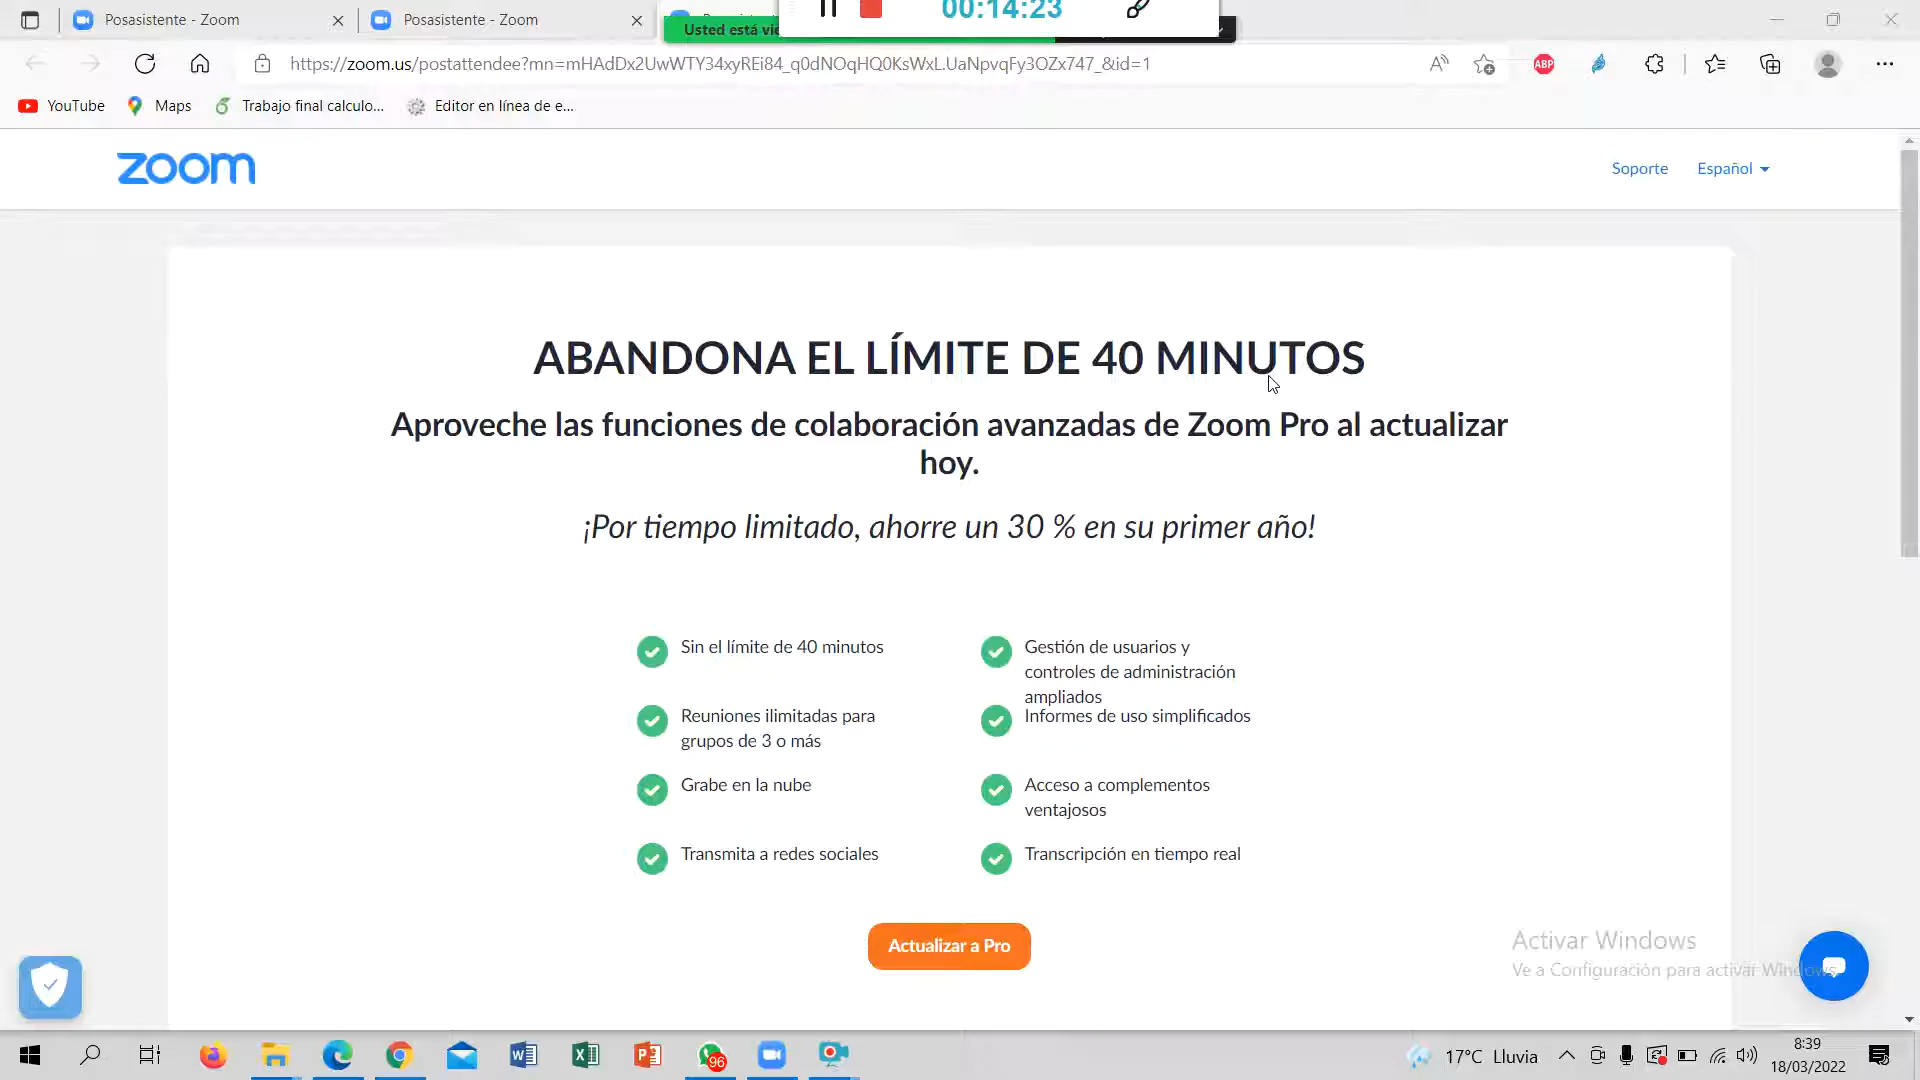 Posasistente - Zoom
Posasistente - Zoom
Usted está vie
00:14:23
https://zoom.us/postattendee?mn=mHAdDx2UwWTY34xyREi84_q0dNOqHQ0KsWxL.UaNpvqFy3OZx747_&id=1
ABP
YouTube
Maps
Trabajo final calculo...
Editor en línea de e...
zoom
Soporte
Español
ABANDONA EL LÍMITE DE 40 MINUTOS
Aproveche las funciones de colaboración avanzadas de Zoom Pro al actualizar
hoy.
¡Por tiempo limitado, ahorre un 30 % en su primer año!
Sin el límite de 40 minutos
Gestión de usuarios y
controles de administración
ampliados
Reuniones ilimitadas para
grupos de 3 o más
Informes de uso simplificados
Grabe en la nube
Acceso a complementos
ventajosos
Transmita a redes sociales
Transcripción en tiempo real
Actualizar a Pro
Activar Windows
Ve a Configuración para activar Windows.
96
17°C Lluvia
8:39
18/03/2022